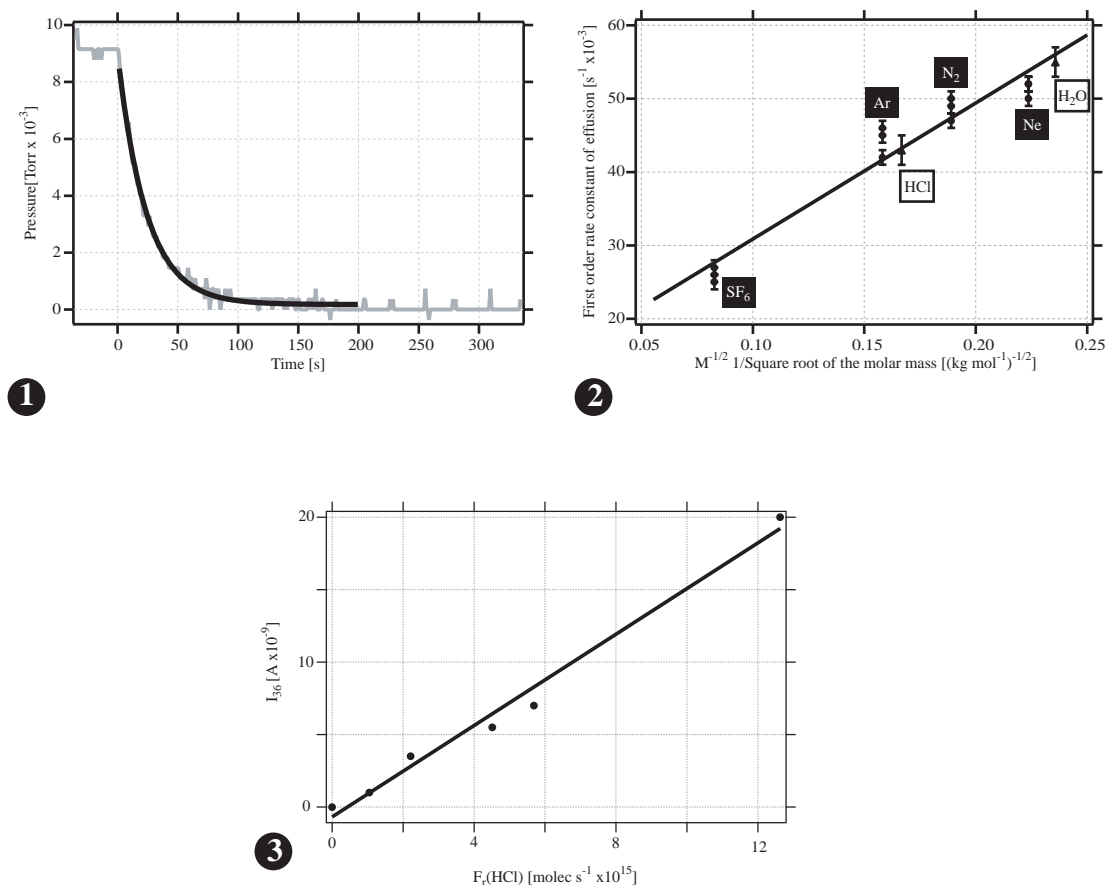 10
8
6
4
2
0
Pressure[Torr x 10⁻³]
0 50 100 150 200 250 300
Time [s]
1
60
50
40
30
20
First order rate constant of effusion [s⁻¹ x10⁻³]
N₂
Ar
H₂O
Ne
HCl
SF₆
0.05 0.10 0.15 0.20 0.25
M⁻¹/² 1/Square root of the molar mass [(kg mol⁻¹)⁻¹/²]
2
20
10
0
I₃₆ [A x10⁻⁹]
0 4 8 12
3
Fᵣ(HCl) [molec s⁻¹ x10¹⁵]